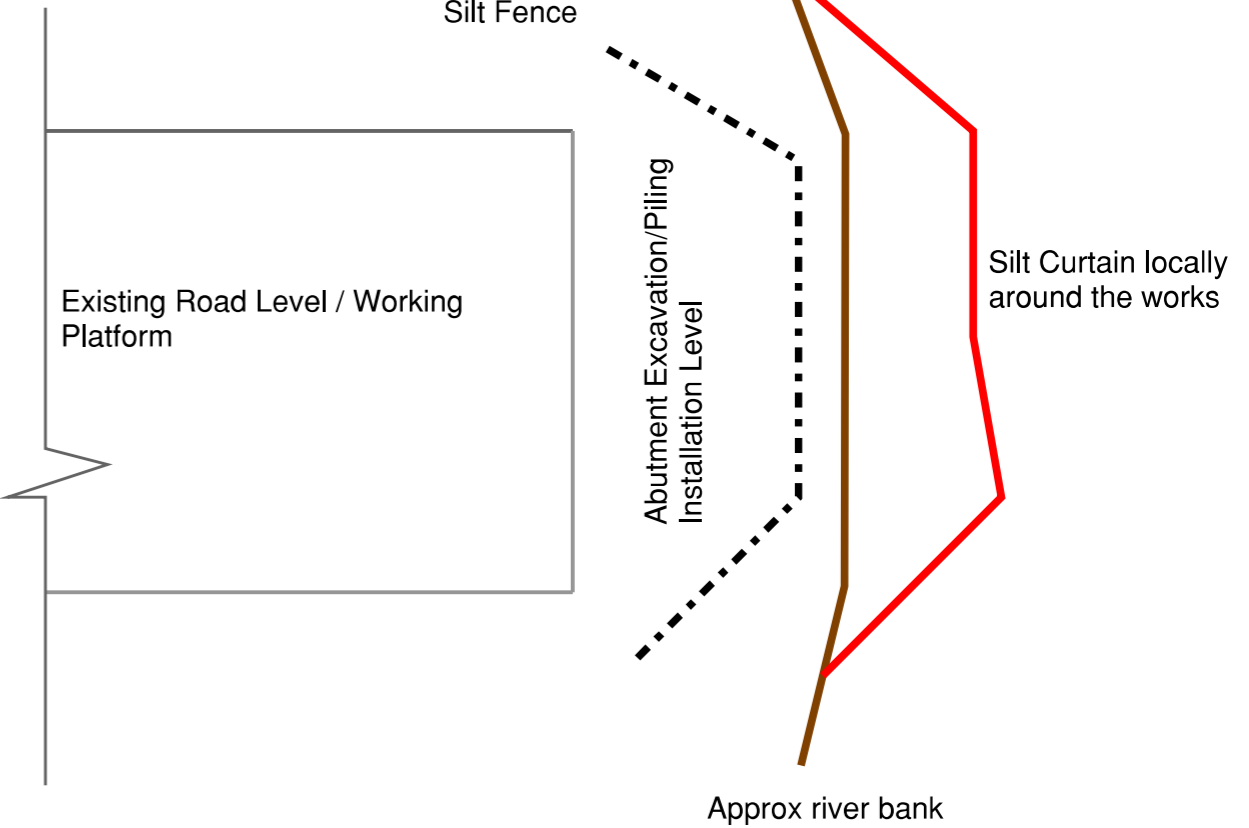 Silt Fence
Existing Road Level / Working
Platform
Abutment Excavation/Piling
Installation Level
Silt Curtain locally
around the works
Approx river bank